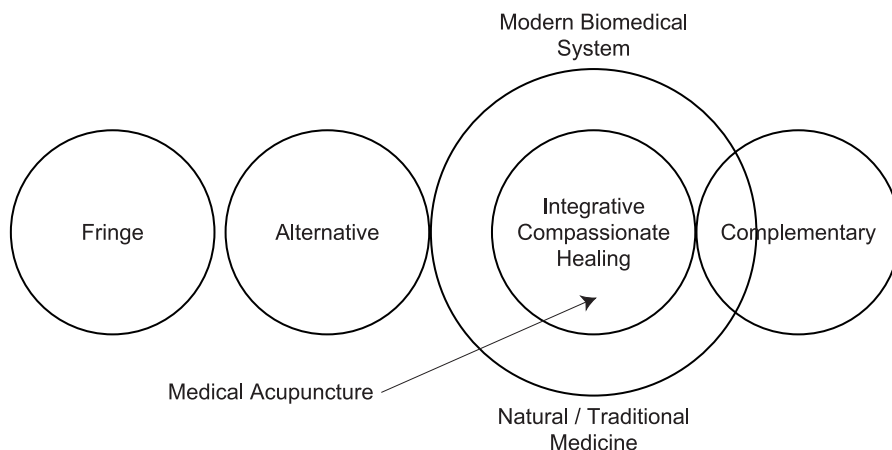 Modern Biomedical
System
Fringe
Alternative
Integrative
Compassionate
Healing
Complementary
Medical Acupuncture
Natural / Traditional
Medicine